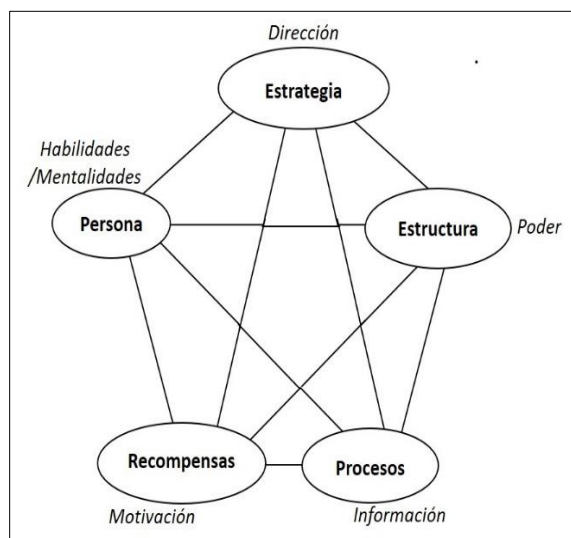 Dirección
Estrategia
Habilidades
/Mentalidades
Persona
Estructura
Poder
Recompensas
Procesos
Motivación
Información